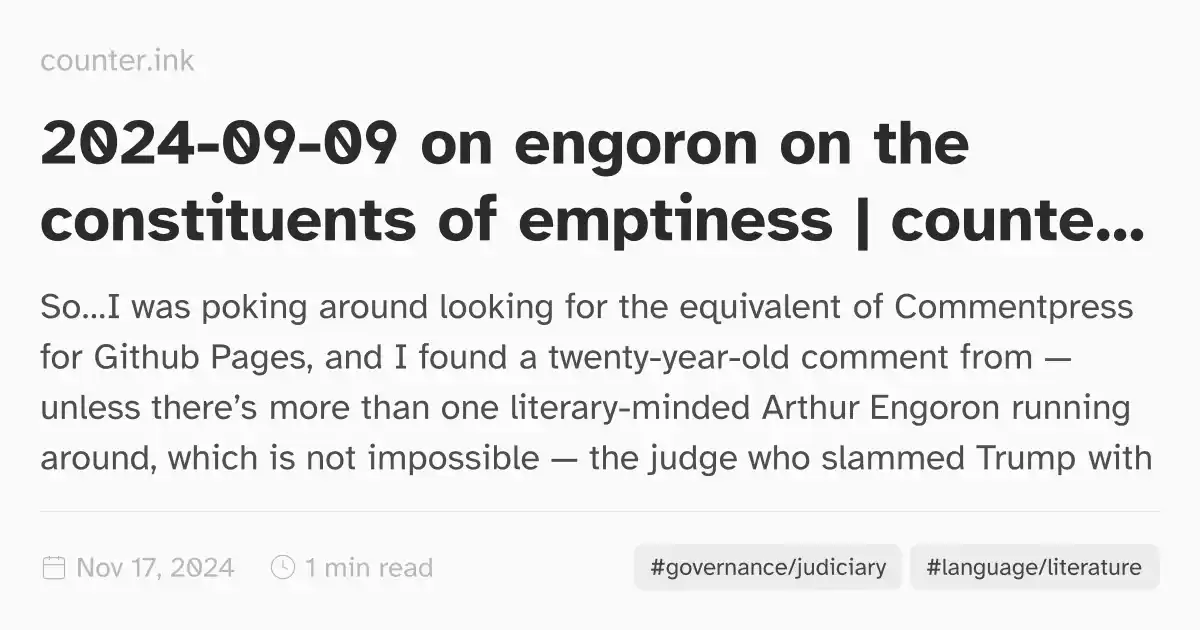 counter.ink
2024-09-09 on engoron on the
constituents of emptiness | counte...
So...I was poking around looking for the equivalent of Commentpress
for Github Pages, and I found a twenty-year-old comment from —
unless there’s more than one literary-minded Arthur Engoron running
around, which is not impossible — the judge who slammed Trump with
Nov 17, 2024 1 min read #governance/judiciary #language/literature